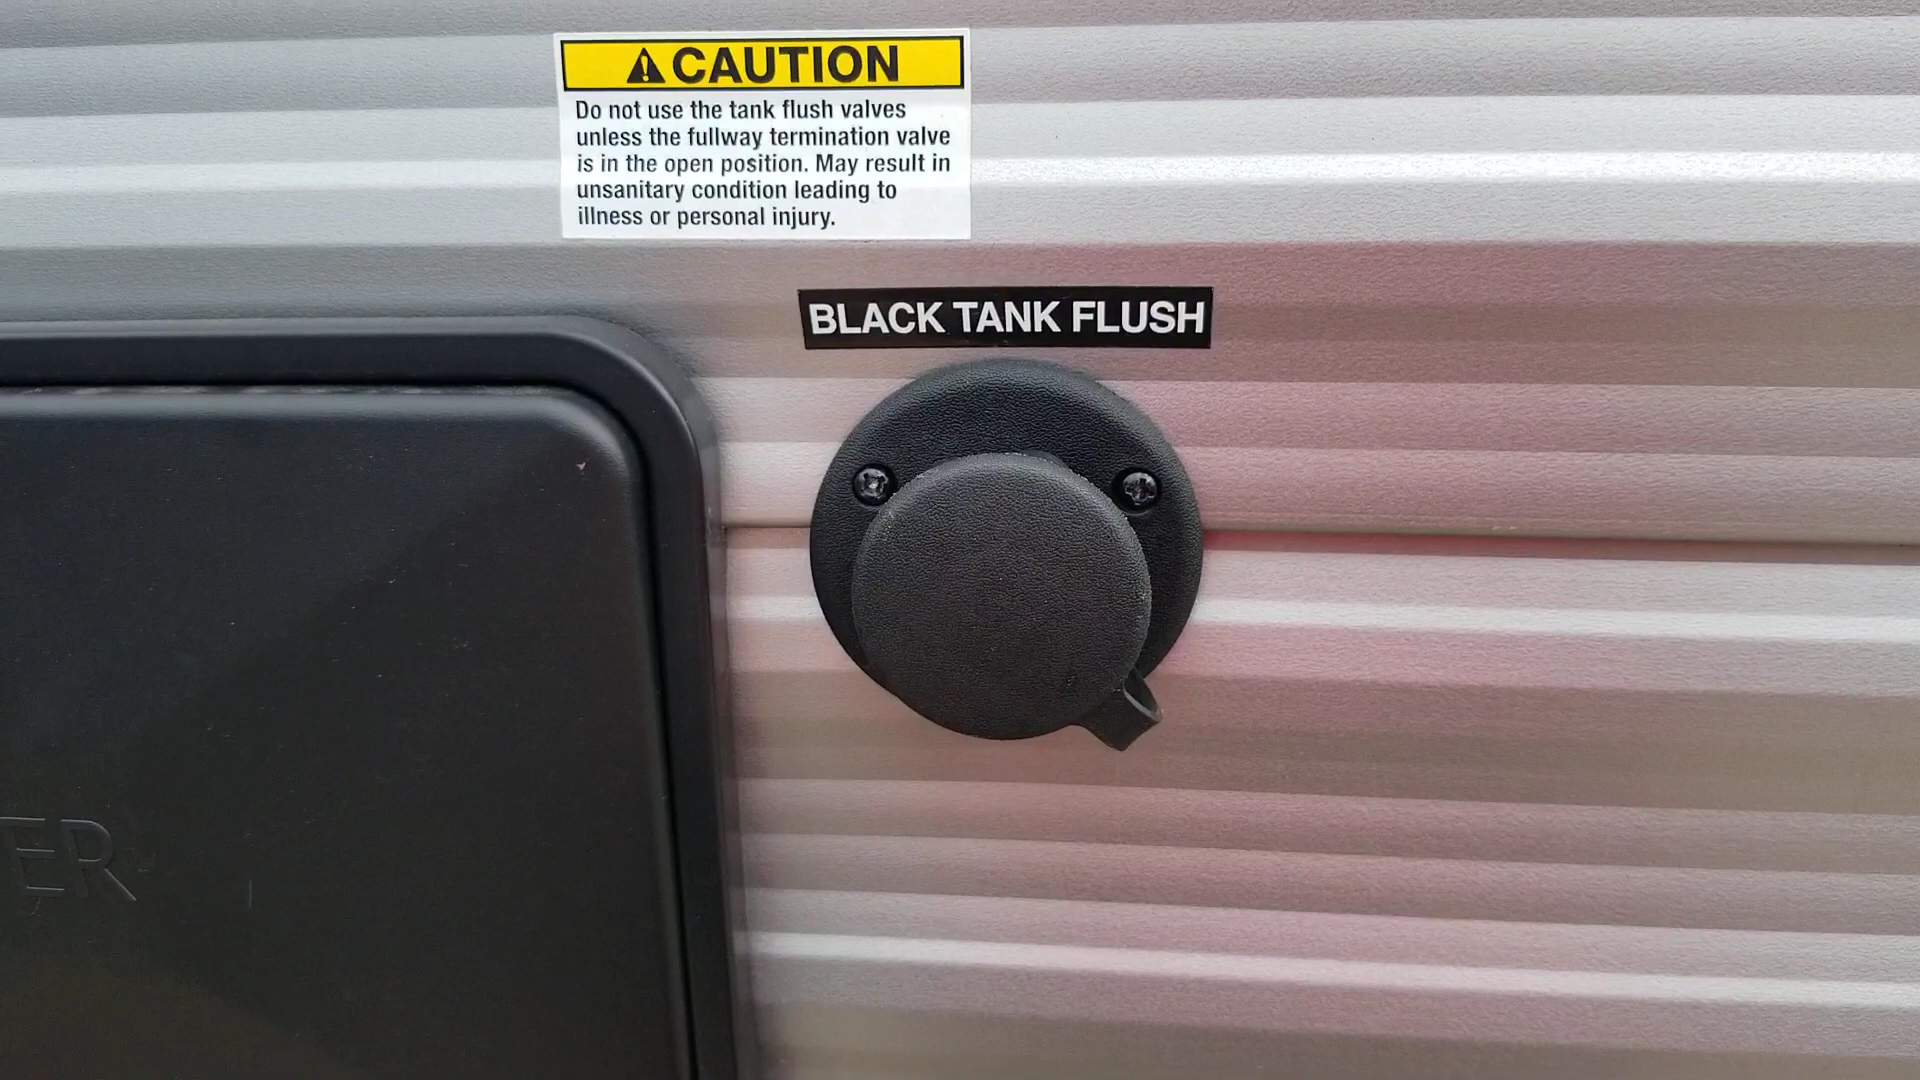 CAUTION
Do not use the tank flush valves
unless the fullway termination valve
is in the open position. May result in
unsanitary condition leading to
illness or personal injury.
BLACK TANK FLUSH
ER